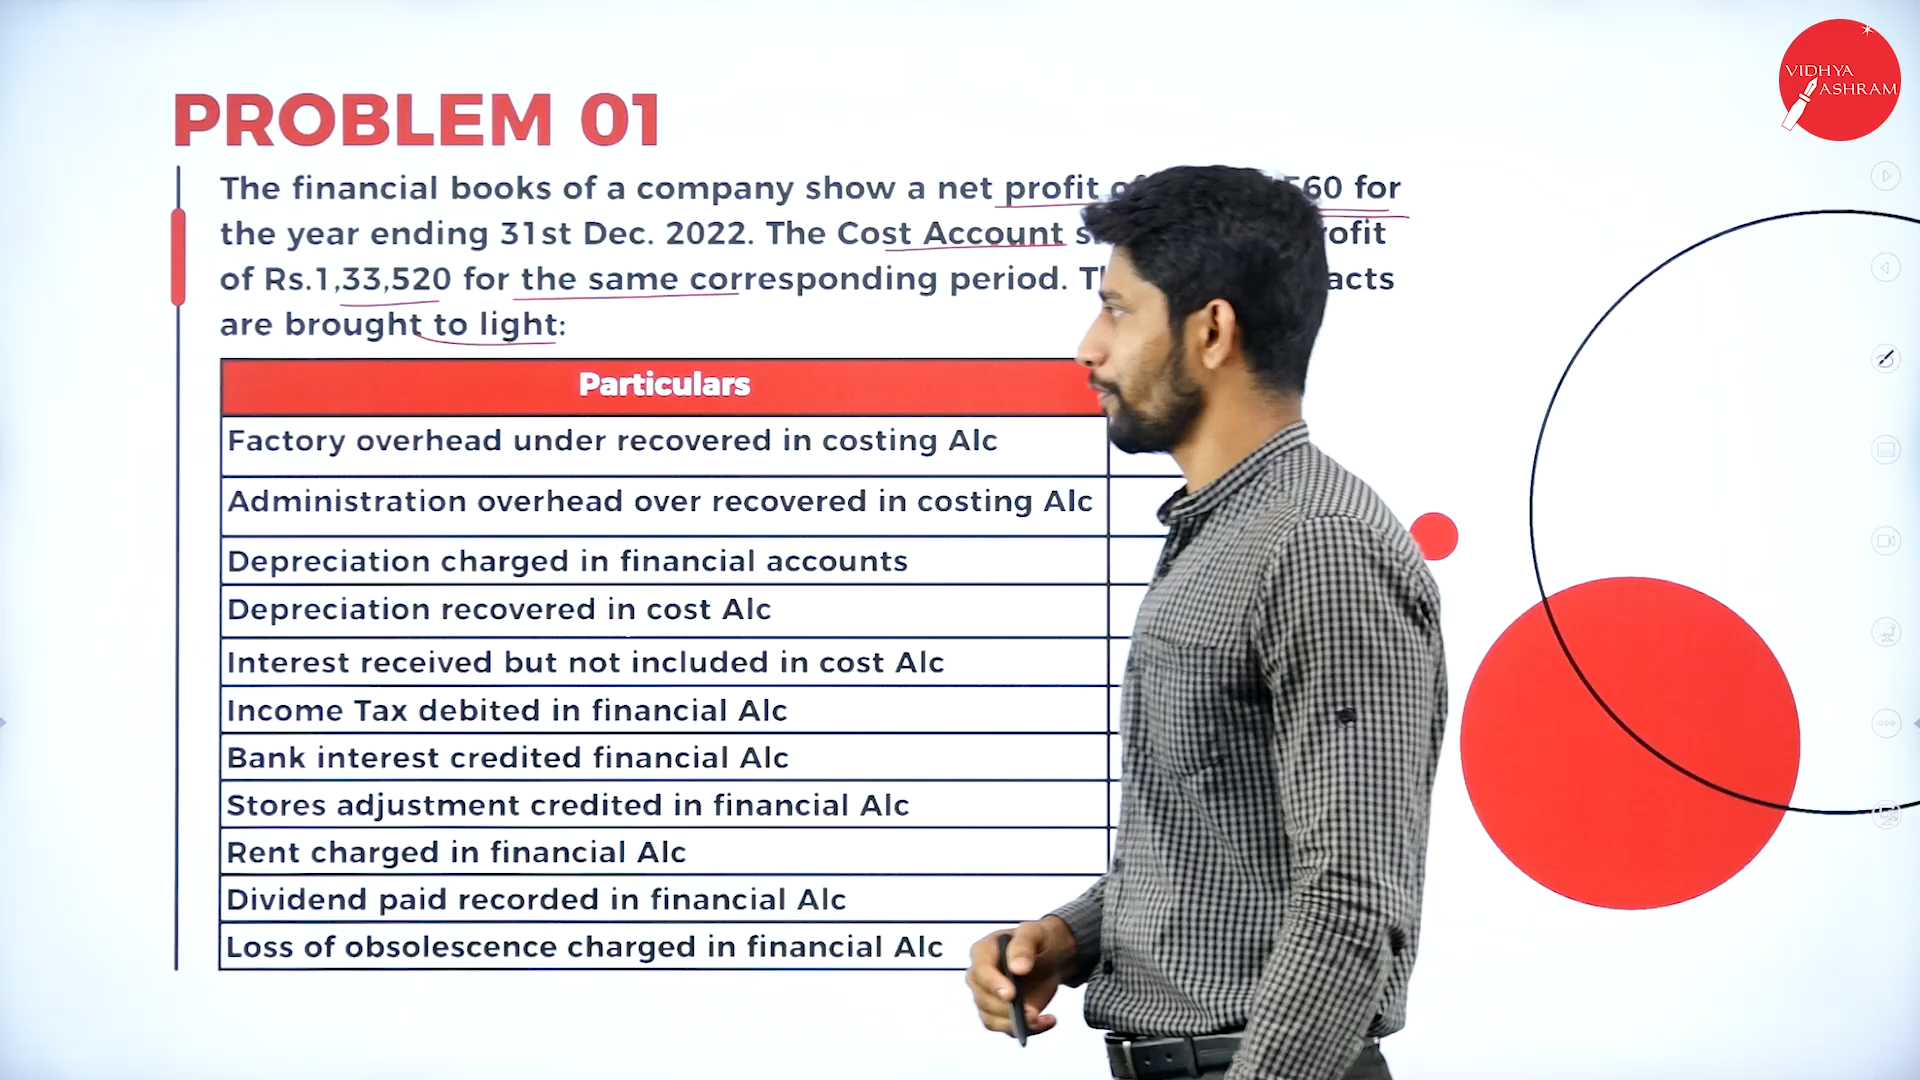 VIDHYA
ASHRAM
PROBLEM 01
The financial books of a company show a net profit 560 for
the year ending 31st Dec. 2022. The Cost Account
of Rs.1,33,520 for the same corresponding period.
are brought to light:
Particulars
Factory overhead under recovered in costing Alc
Administration overhead over recovered in costing Alc
Depreciation charged in financial accounts
Depreciation recovered in cost Alc
Interest received but not included in cost Alc
Income Tax debited in financial Alc
Bank interest credited financial Alc
Stores adjustment credited in financial Alc
Rent charged in financial Alc
Dividend paid recorded in financial Alc
Loss of obsolescence charged in financial Alc